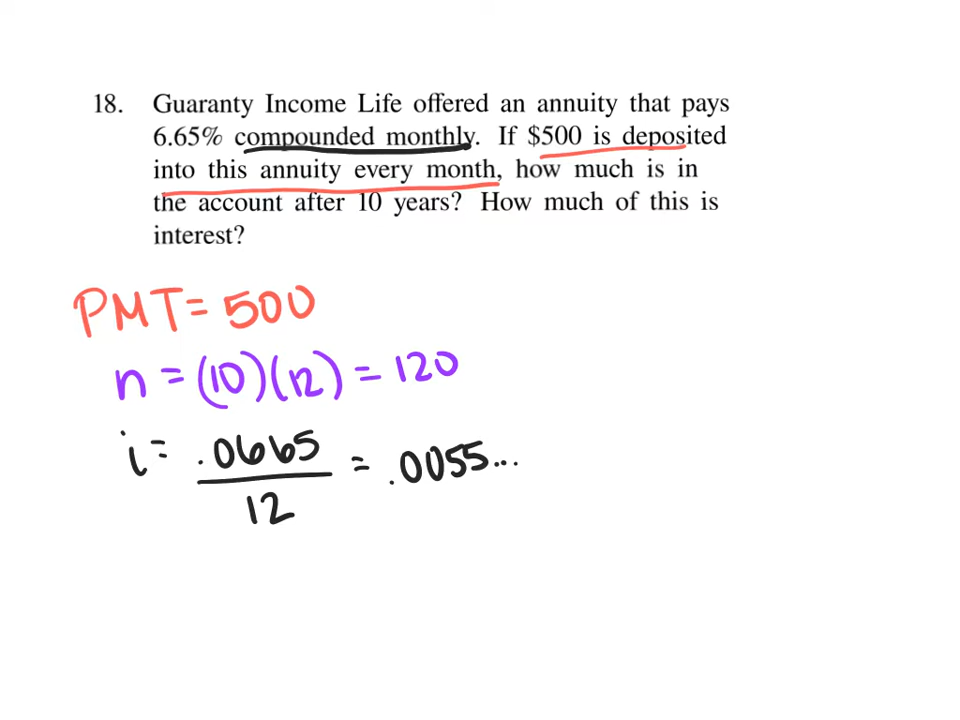 18. Guaranty Income Life offered an annuity that pays
6.65% compounded monthly. If $500 is deposited
into this annuity every month, how much is in
the account after 10 years? How much of this is
interest?
PMT = 500
n = (10)(12) = 120
i = .0665 / 12 = .0055...